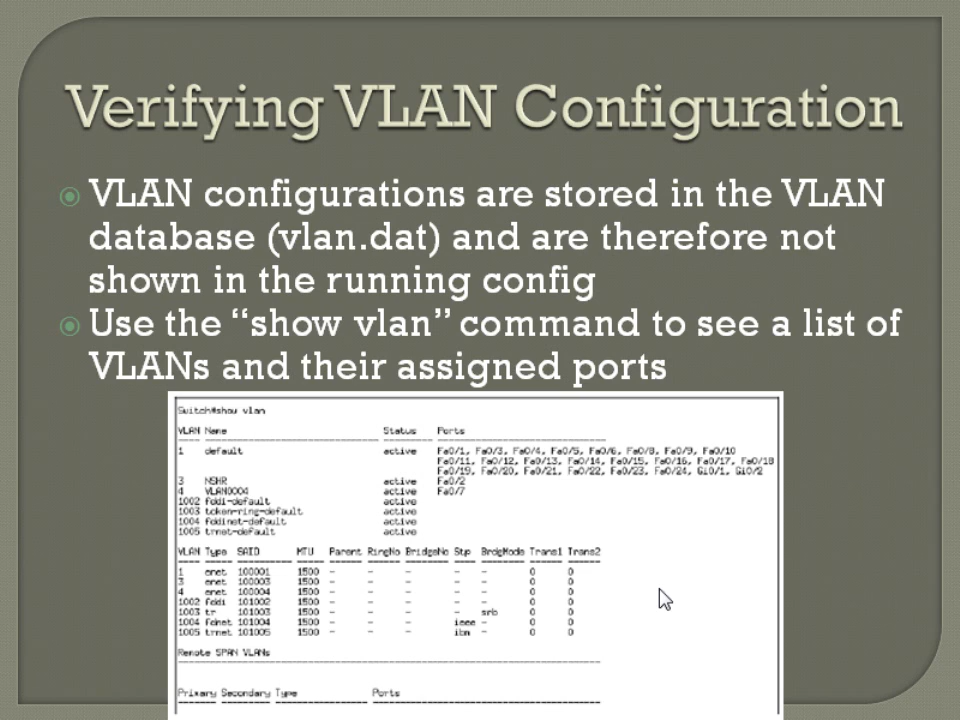 Verifying VLAN Configuration
VLAN configurations are stored in the VLAN
database (vlan.dat) and are therefore not
shown in the running config
Use the “show vlan” command to see a list of
VLANs and their assigned ports
Switch#show vlan
VLAN Name Status Ports
---- -------------------------------- --------- -------------------------------
1 default active Fa0/1, Fa0/3, Fa0/4, Fa0/5, Fa0/6, Fa0/8, Fa0/9, Fa0/10
Fa0/11, Fa0/12, Fa0/13, Fa0/14, Fa0/15, Fa0/16, Fa0/17, Fa0/18
Fa0/19, Fa0/20, Fa0/21, Fa0/22, Fa0/23, Fa0/24, Gi0/1, Gi0/2
3 NSHR active Fa0/2
4 VLAN0004 active Fa0/7
1002 fddi-default active
1003 token-ring-default active
1004 fddinet-default active
1005 trnet-default active
VLAN Type SAID MTU Parent RingNo BridgeNo Stp BrdgMode Trans1 Trans2
---- ----- ---------- ----- ------ ------ -------- ---- -------- ------ ------
1 enet 100001 1500 - - - - - 0 0
3 enet 100003 1500 - - - - - 0 0
4 enet 100004 1500 - - - - - 0 0
1002 fddi 101002 1500 - - - - - 0 0
1003 tr 101003 1500 - - - - srb 0 0
1004 fdnet 101004 1500 - - - ieee - 0 0
1005 trnet 101005 1500 - - - ibm - 0 0
Remote SPAN VLANs
------------------------------------------------------------------------------
Primary Secondary Type Ports
------- --------- ----------------- ------------------------------------------